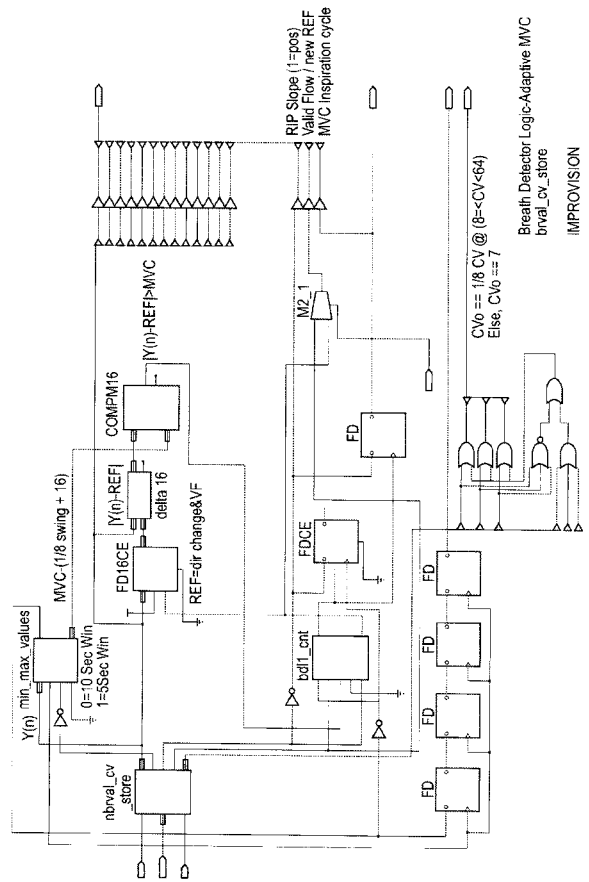 Y(n)
min_max_values
0=10 Sec Win
1=5Sec Win
MVC-(1/8 swing + 16)
nbrval_cv
_store
FD16CE
REF=dir change&VF
|Y(n)-REF|
delta 16
COMPM16
|Y(n)-REF|>MVC
bdl1_cnt
FDCE
FD
M2_1
RIP Slope (1=pos)
Valid Flow / new REF
MVC Inspiration cycle
FD
FD
FD
FD
CVo == 1/8 CV @ (8=<CV<64)
Else, CVo == 7
Breath Detector Logic-Adaptive MVC
brval_cv_store
IMPROVISION